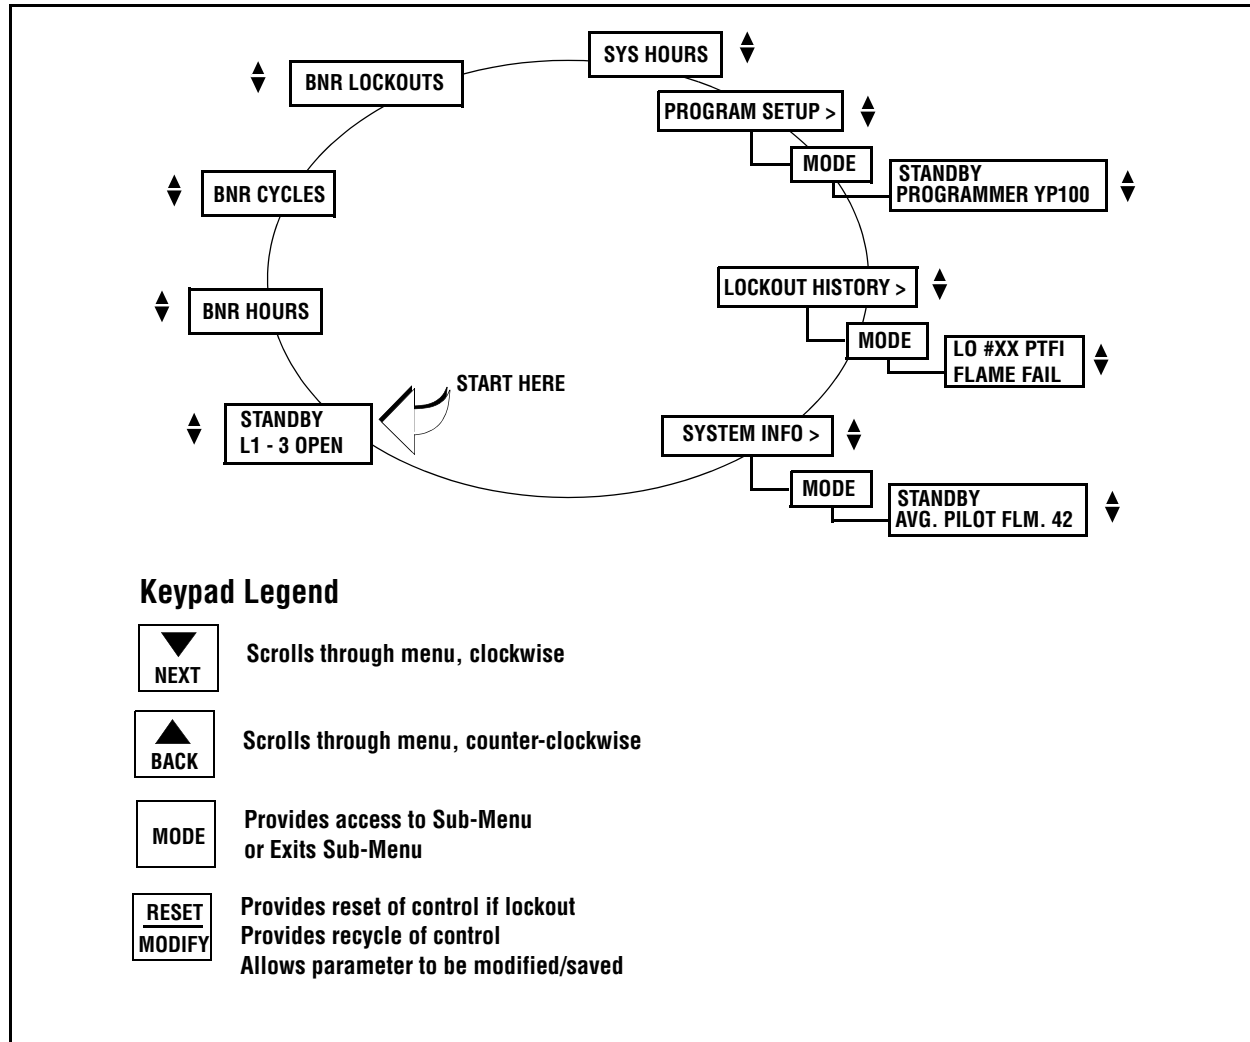 SYS HOURS
BNR LOCKOUTS
PROGRAM SETUP >
MODE
STANDBY
PROGRAMMER YP100
BNR CYCLES
LOCKOUT HISTORY >
BNR HOURS
MODE
LO #XX PTFI
FLAME FAIL
START HERE
STANDBY
L1 - 3 OPEN
SYSTEM INFO >
MODE
STANDBY
AVG. PILOT FLM. 42
Keypad Legend
NEXT
Scrolls through menu, clockwise
BACK
Scrolls through menu, counter-clockwise
MODE
Provides access to Sub-Menu
or Exits Sub-Menu
RESET
MODIFY
Provides reset of control if lockout
Provides recycle of control
Allows parameter to be modified/saved